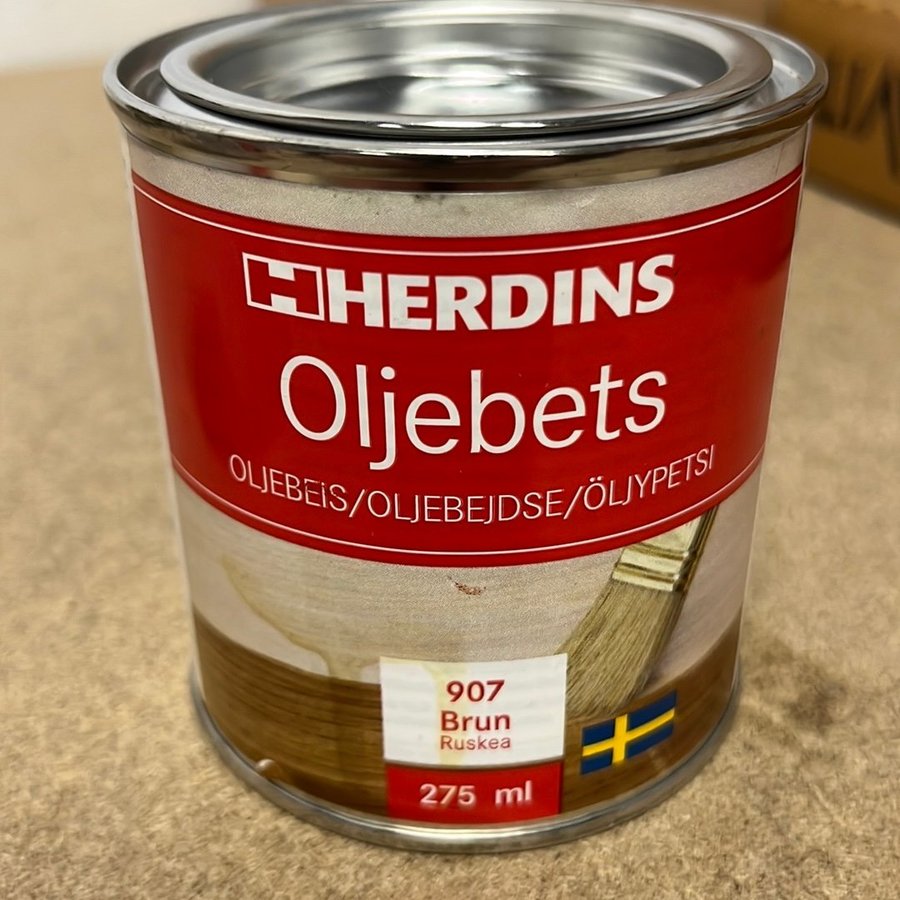 HERDINS
Oljebets
OLJEBEIS/OLJEBEJDSE/ÖLJYPETSI
907
Brun
Ruskea
275 ml